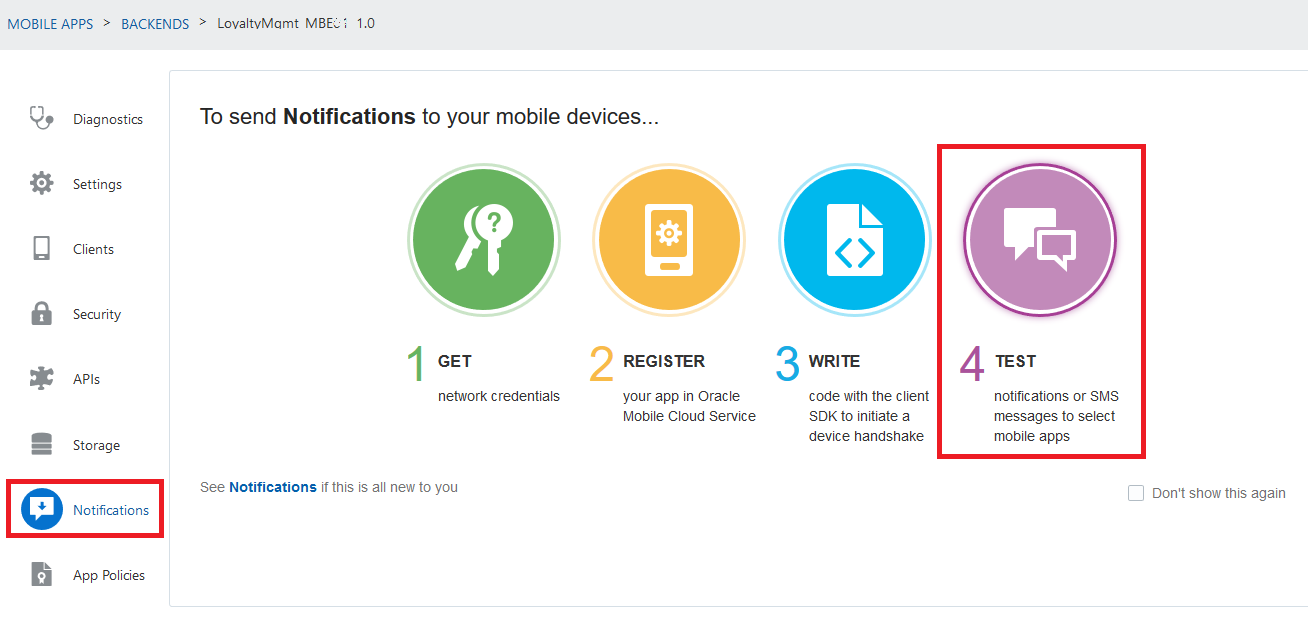 MOBILE APPS > BACKENDS > LoyaltyMgmt 1.0
To send Notifications to your mobile devices...
Diagnostics
Settings
Clients
Security
APIs
Storage
Notifications
App Policies
?
1 GET
network credentials
2 REGISTER
your app in Oracle
Mobile Cloud Service
3 WRITE
code with the client
SDK to initiate a
device handshake
4 TEST
notifications or SMS
messages to select
mobile apps
See Notifications if this is all new to you
Don't show this again